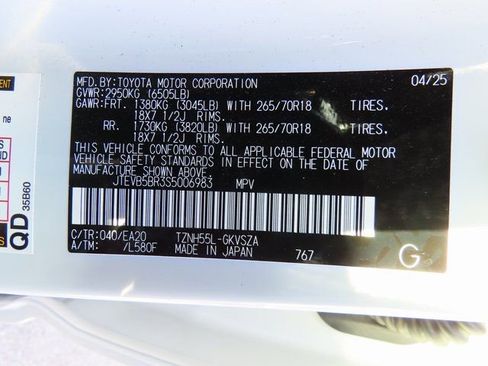 MFD.BY:TOYOTA MOTOR CORPORATION 04/25
GVWR:2950KG (6505LB)
GAWR:FRT. 1380KG (3045LB) WITH 265/70R18 TIRES.
18X7 1/2J RIMS.
RR. 1730KG (3820LB) WITH 265/70R18 TIRES.
18X7 1/2J RIMS.
THIS VEHICLE CONFORMS TO ALL APPLICABLE FEDERAL MOTOR
VEHICLE SAFETY STANDARDS IN EFFECT ON THE DATE OF
MANUFACTURE SHOWN ABOVE.
JTEVB5BR3S5006983 MPV
C/TR:040/EA20 TZNH55L-GKVSZA
A/TM: /L580F MADE IN JAPAN 767 G
ne
QD
35B60